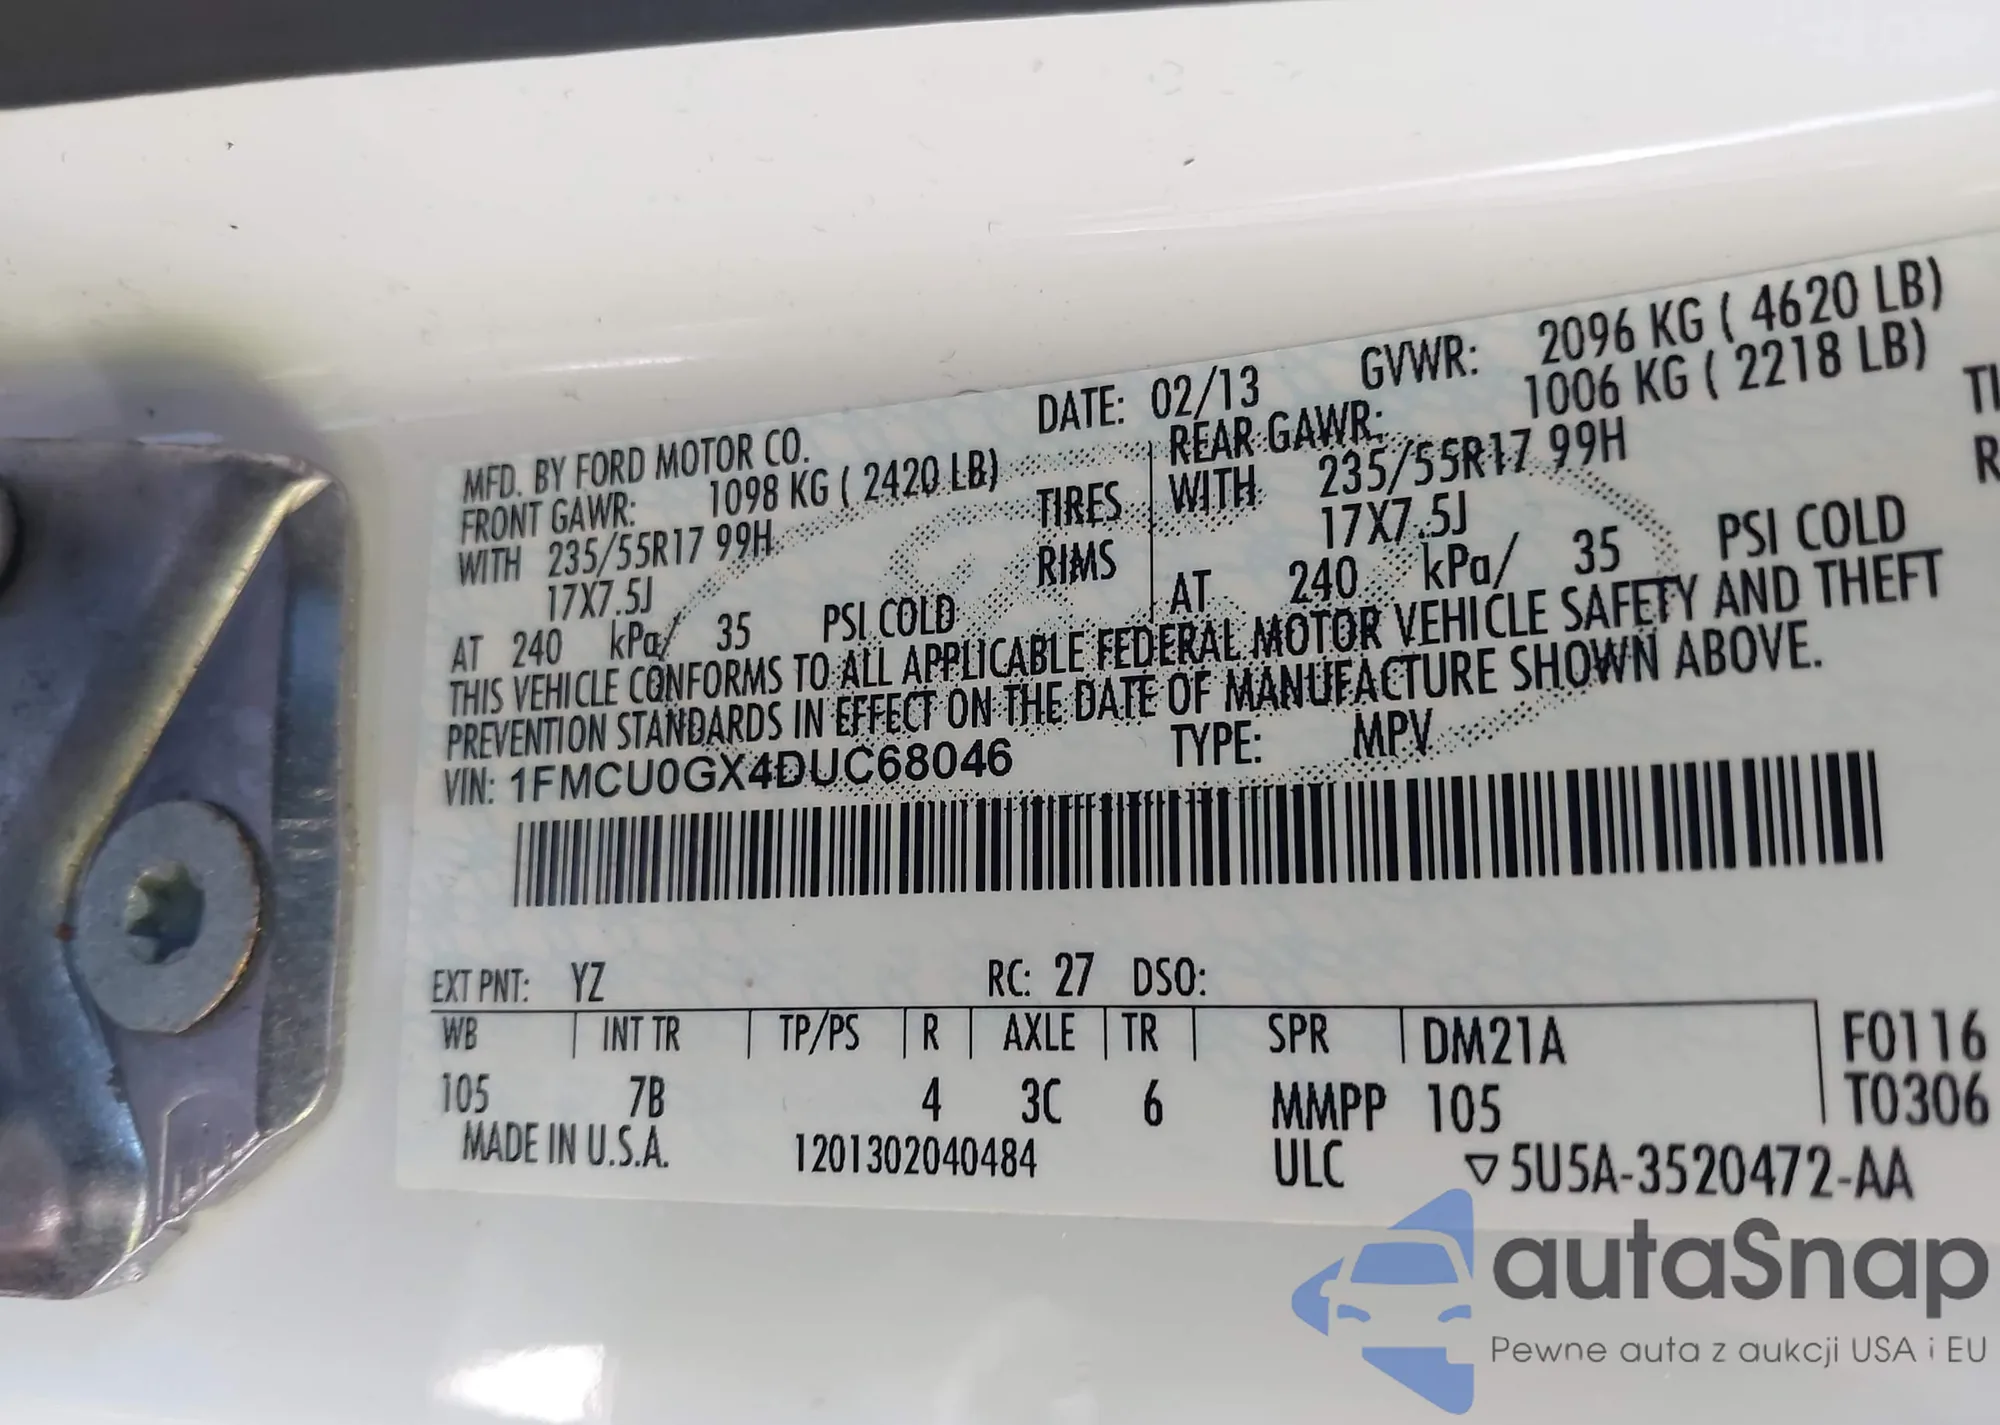 MFD. BY FORD MOTOR CO.
DATE: 02/13 GVWR: 2096 KG ( 4620 LB)
FRONT GAWR: 1098 KG ( 2420 LB) REAR GAWR: 1006 KG ( 2218 LB)
WITH 235/55R17 99H TIRES WITH 235/55R17 99H
17X7.5J RIMS 17X7.5J
AT 240 kPa/ 35 PSI COLD AT 240 kPa/ 35 PSI COLD
THIS VEHICLE CONFORMS TO ALL APPLICABLE FEDERAL MOTOR VEHICLE SAFETY AND THEFT
PREVENTION STANDARDS IN EFFECT ON THE DATE OF MANUFACTURE SHOWN ABOVE.
VIN: 1FMCU0GX4DUC68046 TYPE: MPV
EXT PNT: YZ RC: 27 DSO:
WB INT TR TP/PS R AXLE TR SPR DM21A F0116
105 7B 4 3C 6 MMPP 105 T0306
MADE IN U.S.A. 1201302040484 ULC ▽5U5A-3520472-AA
autaSnap
Pewne auta z aukcji USA i EU